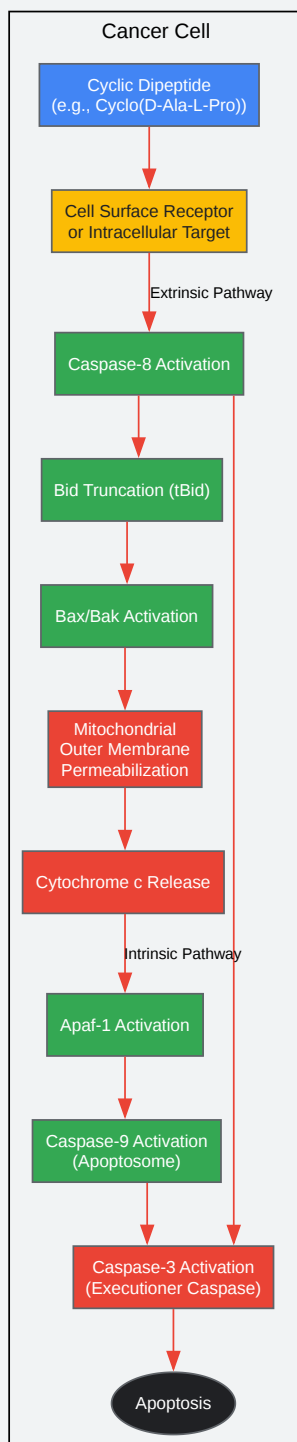 Cancer Cell
Cyclic Dipeptide
(e.g., Cyclo(D-Ala-L-Pro))
Cell Surface Receptor
or Intracellular Target
Extrinsic Pathway
Caspase-8 Activation
Bid Truncation (tBid)
Bax/Bak Activation
Mitochondrial
Outer Membrane
Permeabilization
Cytochrome c Release
Intrinsic Pathway
Apaf-1 Activation
Caspase-9 Activation
(Apoptosome)
Caspase-3 Activation
(Executioner Caspase)
Apoptosis